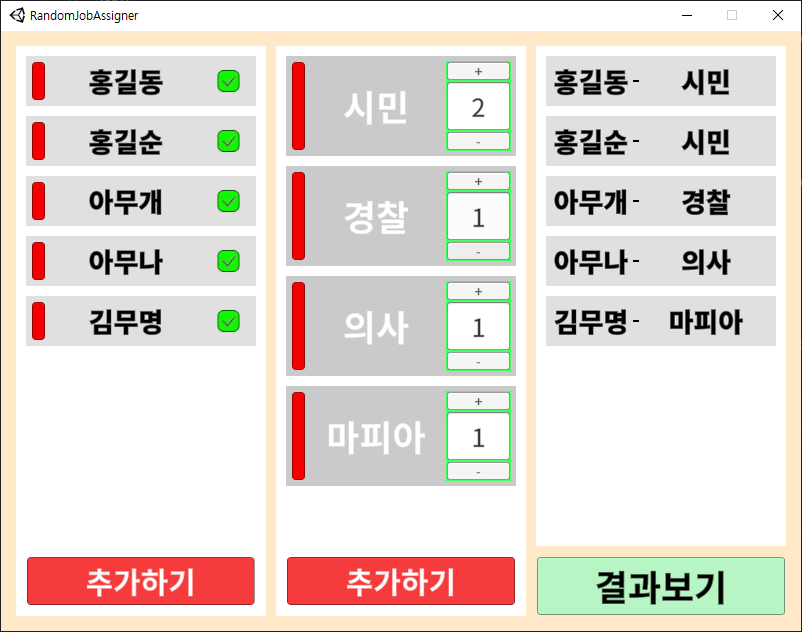 RandomJobAssigner
홍길동
홍길순
아무개
아무나
김무명
추가하기
시민
+
2
-
경찰
+
1
-
의사
+
1
-
마피아
+
1
-
추가하기
홍길동 - 시민
홍길순 - 시민
아무개 - 경찰
아무나 - 의사
김무명 - 마피아
결과보기